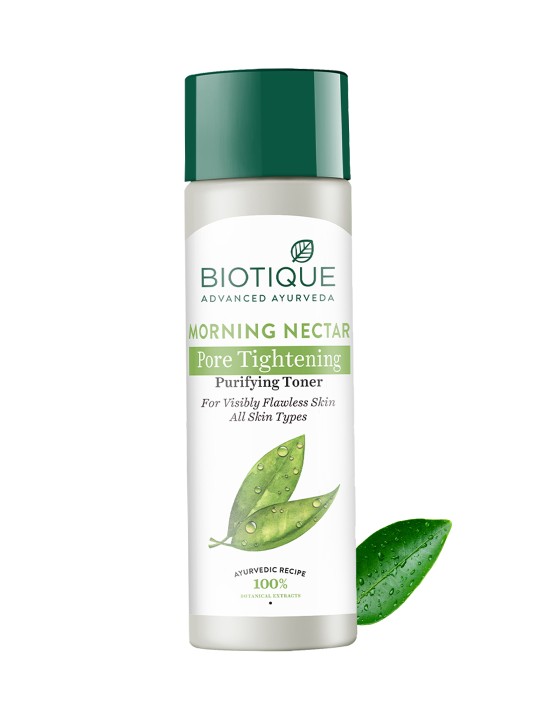 BIOTIQUE
ADVANCED AYURVEDA
MORNING NECTAR
Pore Tightening
Purifying Toner
For Visibly Flawless Skin
All Skin Types
AYURVEDIC RECIPE
100%
BOTANICAL EXTRACTS